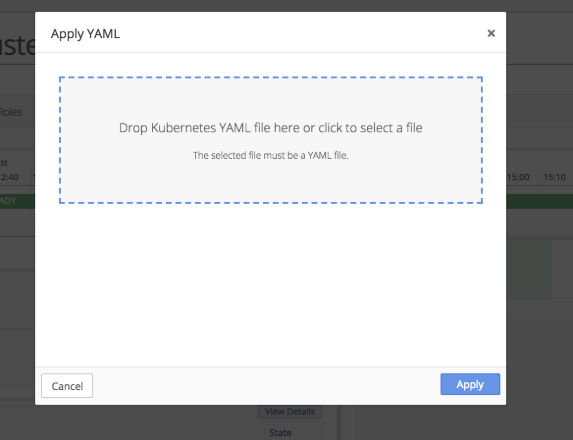 Apply YAML
×
Drop Kubernetes YAML file here or click to select a file
The selected file must be a YAML file.
Roles
st
2:40
15:00
15:10
ADY
Cancel
Apply
View Details
State